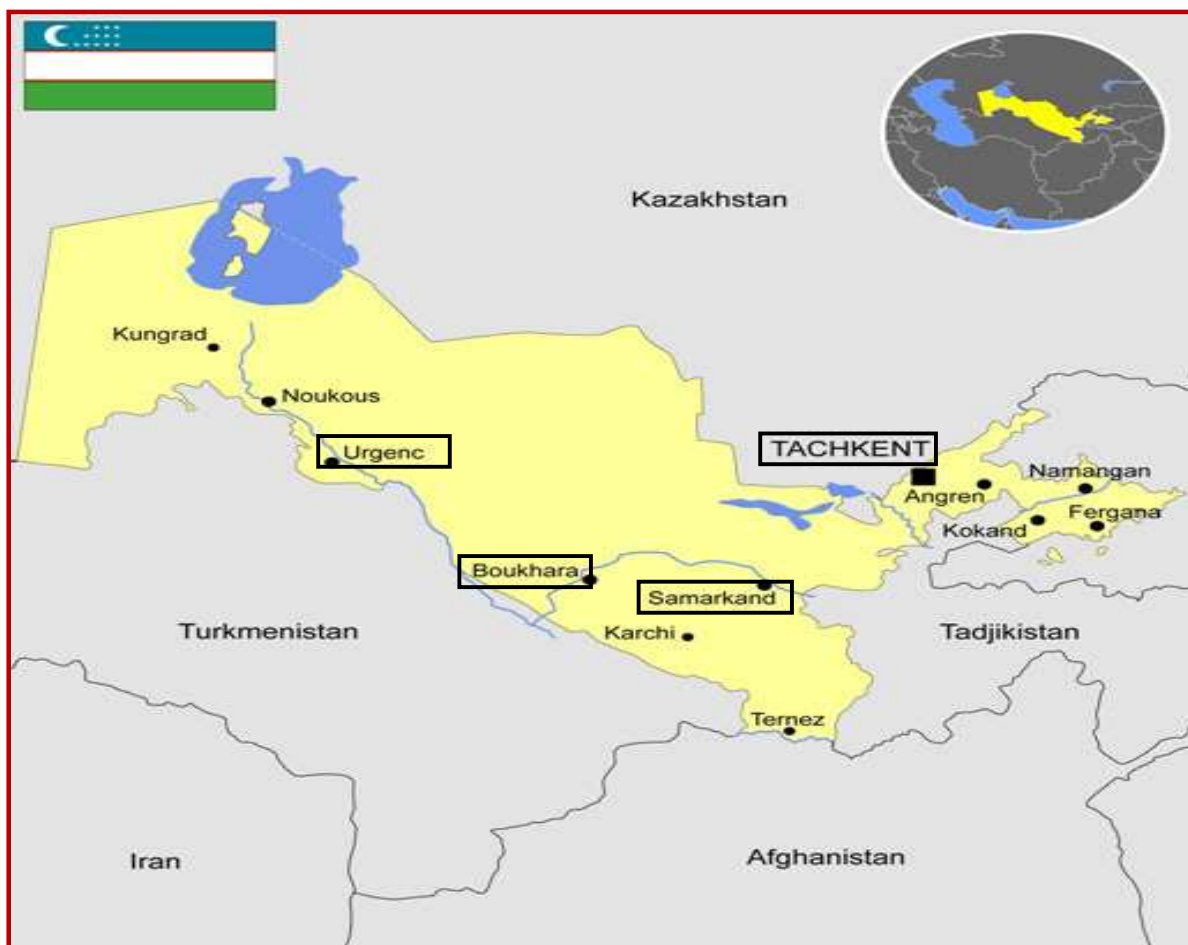 Kazakhstan
Kungrad
Noukous
Urgenc
TACHKENT
Namangan
Angren
Fergana
Kokand
Boukhara
Samarkand
Turkmenistan
Karchi
Tadjikistan
Ternez
Iran
Afghanistan